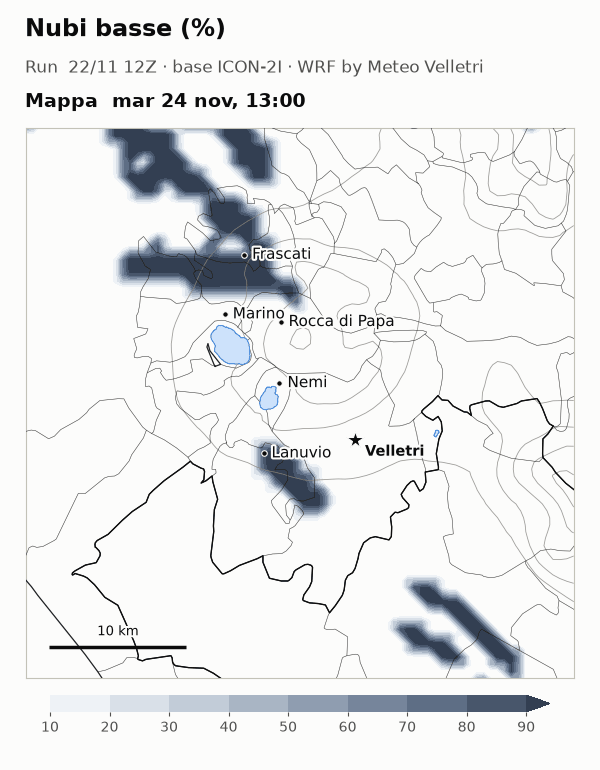 Nubi basse (%)
Run  22/11 12Z · base ICON-2I · WRF by Meteo Velletri
Mappa  mar 24 nov, 13:00
Frascati
Marino
Rocca di Papa
Nemi
Velletri
Lanuvio
10 km
10 20 30 40 50 60 70 80 90